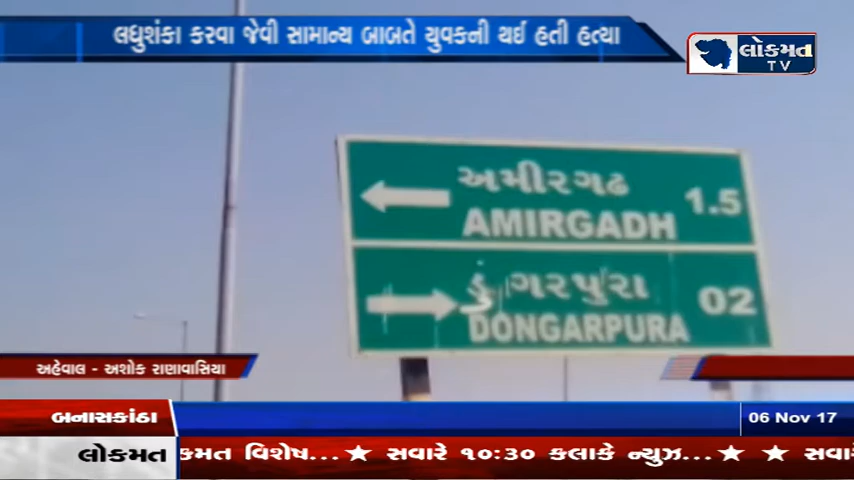 લધુશંકા કરવા જેવી સામાન્ય બાબતે યુવકની થઈ હતી હત્યા
લોકમત
TV
અમીરગઢ
AMIRGADH
1.5
ડુંગરપુરા
DONGARPURA
02
અહેવાલ - અશોક રાણાવાસિયા
બનાસકાંઠા
06 Nov 17
લોકમત
કમત વિશેષ...★ સવારે ૧૦:૩૦ કલાકે ન્યુઝ...★ ★ સવારે